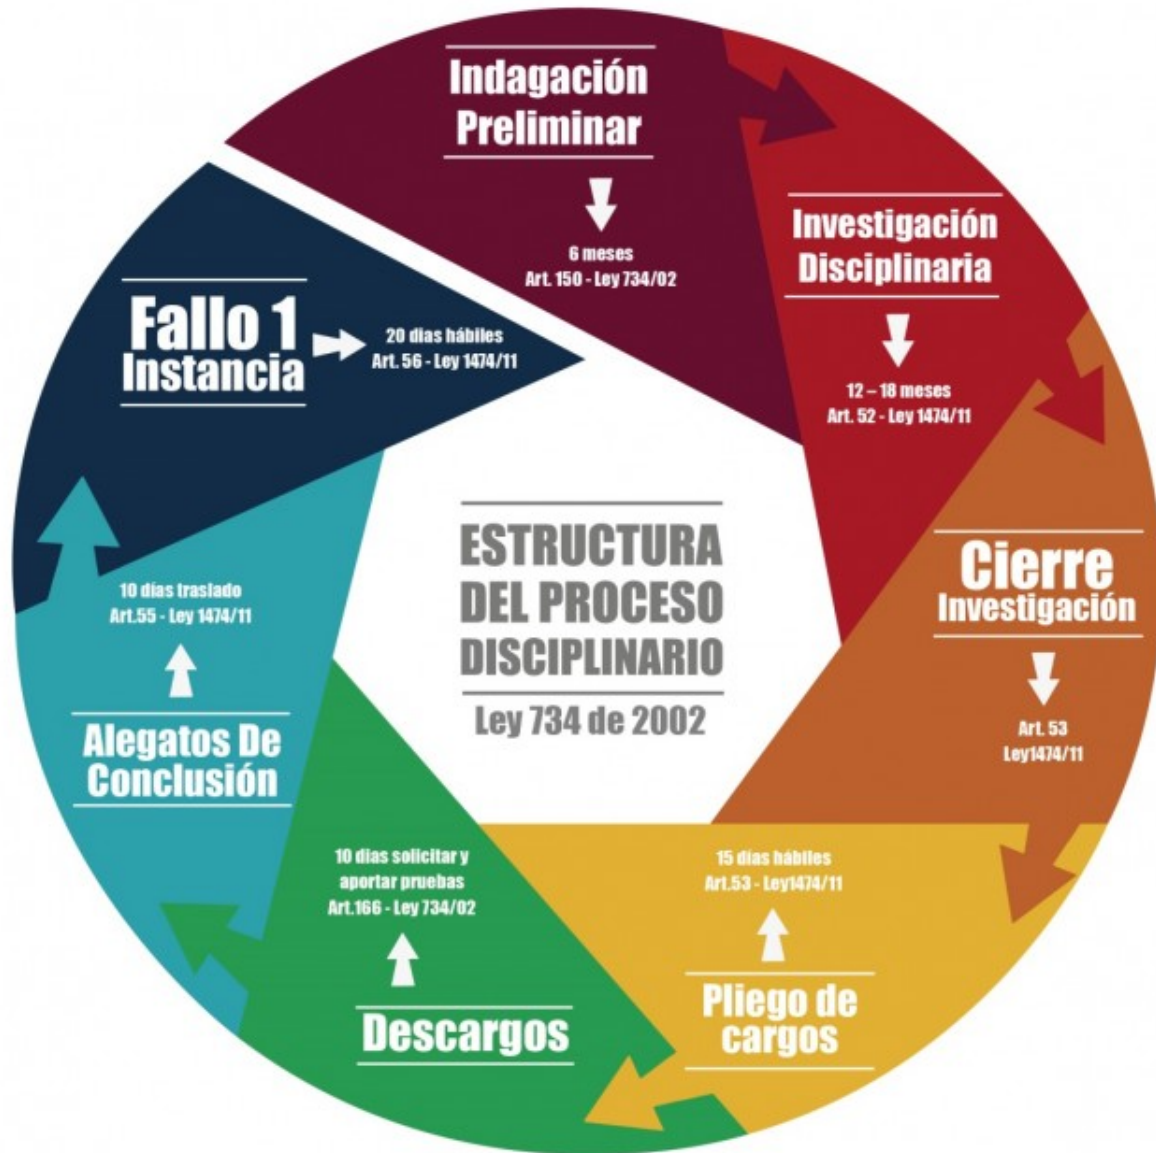 Indagación
Preliminar
6 meses
Art. 150 - Ley 734/02
Investigación
Disciplinaria
12 – 18 meses
Art. 52 - Ley 1474/11
Cierre
Investigación
Art. 53
Ley1474/11
15 días hábiles
Art.53 - Ley1474/11
Pliego de
cargos
10 dias solicitar y
aportar pruebas
Art.166 - Ley 734/02
Descargos
10 días traslado
Art.55 - Ley 1474/11
Alegatos De
Conclusión
Fallo 1
Instancia
20 dias hábiles
Art. 56 - Ley 1474/11
ESTRUCTURA
DEL PROCESO
DISCIPLINARIO
Ley 734 de 2002